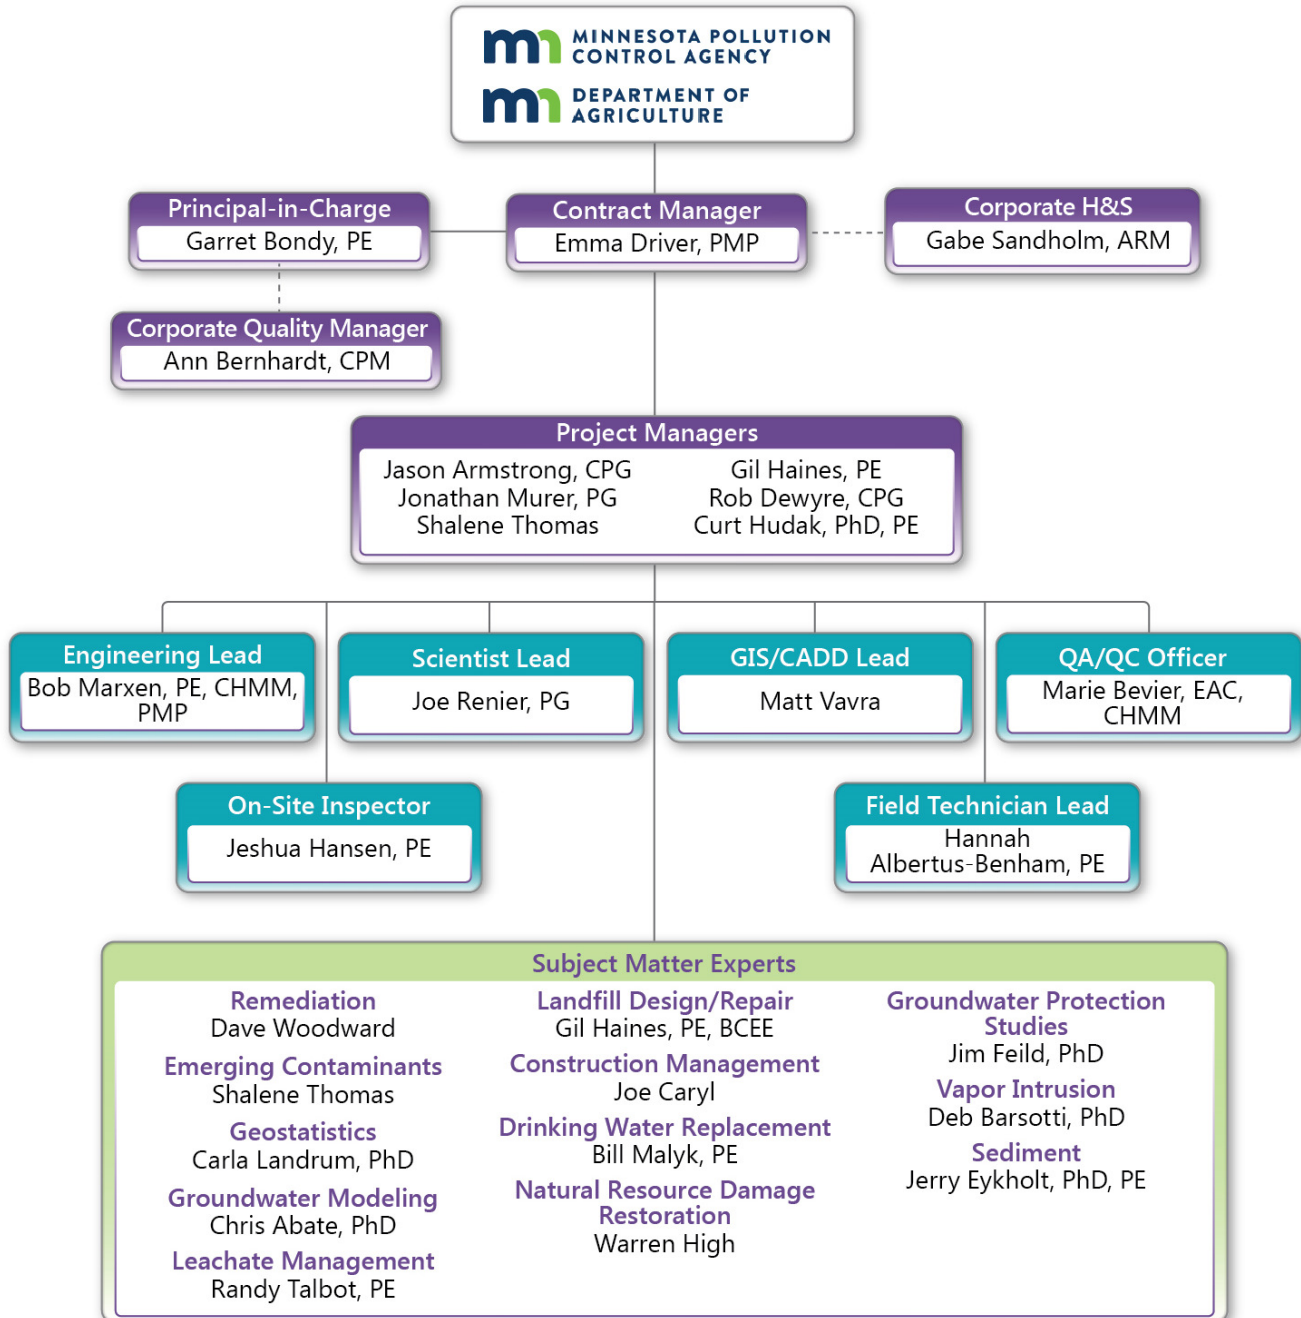 mn MINNESOTA POLLUTION
CONTROL AGENCY
mn DEPARTMENT OF
AGRICULTURE
Principal-in-Charge
Garret Bondy, PE
Contract Manager
Emma Driver, PMP
Corporate H&S
Gabe Sandholm, ARM
Corporate Quality Manager
Ann Bernhardt, CPM
Project Managers
Jason Armstrong, CPG
Jonathan Murer, PG
Shalene Thomas
Gil Haines, PE
Rob Dewyre, CPG
Curt Hudak, PhD, PE
Engineering Lead
Bob Marxen, PE, CHMM,
PMP
Scientist Lead
Joe Renier, PG
GIS/CADD Lead
Matt Vavra
QA/QC Officer
Marie Bevier, EAC,
CHMM
On-Site Inspector
Jeshua Hansen, PE
Field Technician Lead
Hannah
Albertus-Benham, PE
Subject Matter Experts
Remediation
Dave Woodward
Emerging Contaminants
Shalene Thomas
Geostatistics
Carla Landrum, PhD
Groundwater Modeling
Chris Abate, PhD
Leachate Management
Randy Talbot, PE
Landfill Design/Repair
Gil Haines, PE, BCEE
Construction Management
Joe Caryl
Drinking Water Replacement
Bill Malyk, PE
Natural Resource Damage
Restoration
Warren High
Groundwater Protection
Studies
Jim Feild, PhD
Vapor Intrusion
Deb Barsotti, PhD
Sediment
Jerry Eykholt, PhD, PE